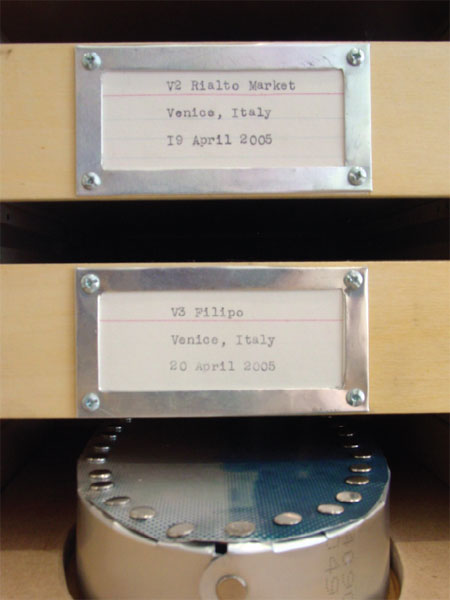 V2 Rialto Market
Venice, Italy
19 April 2005
V3 Filipo
Venice, Italy
20 April 2005